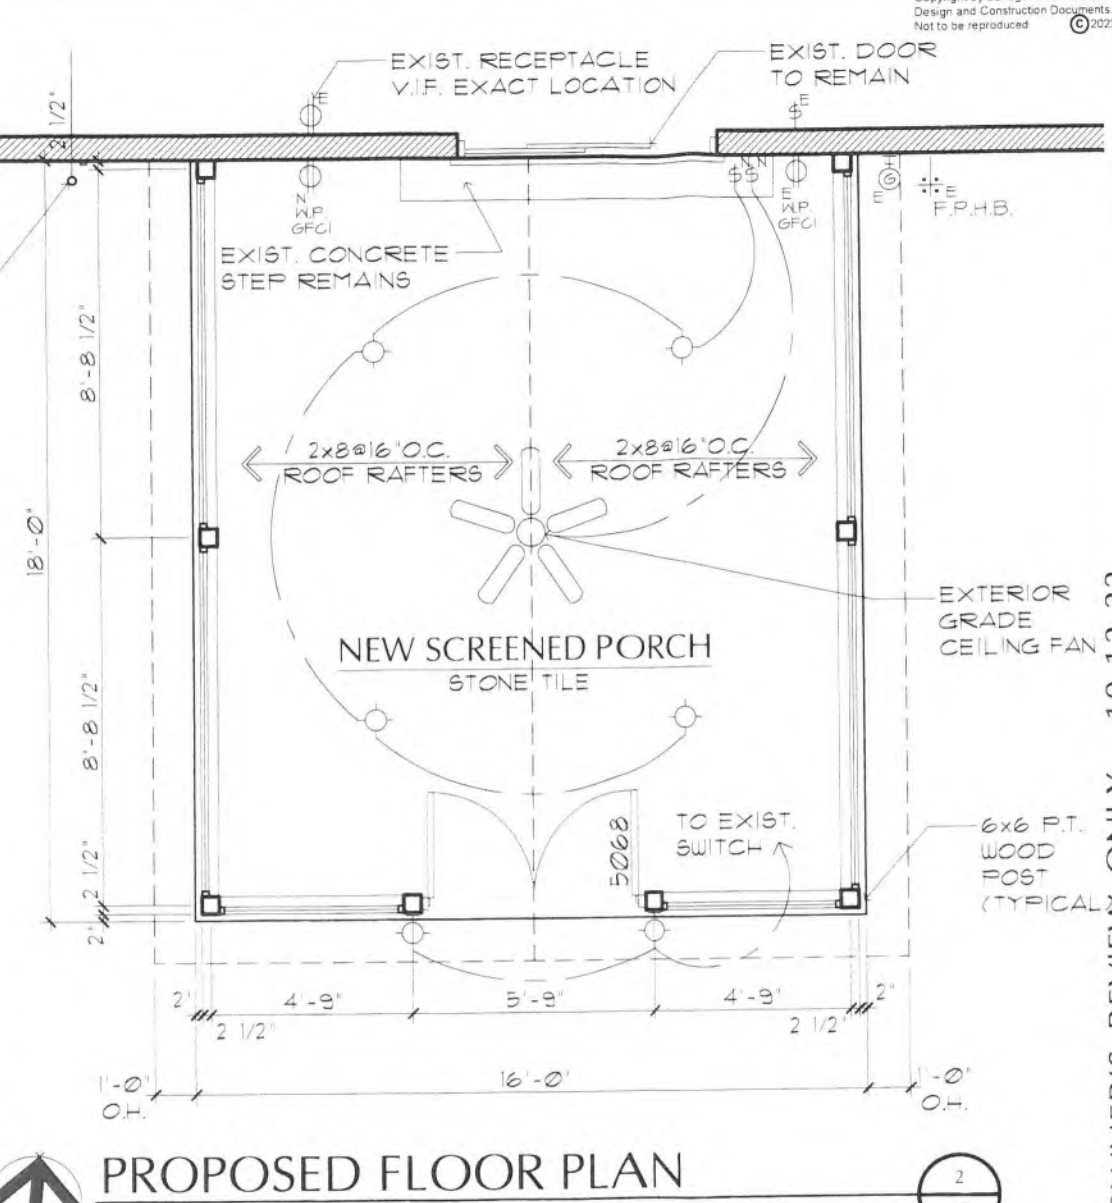 Design and Construction Documents.
Not to be reproduced © 202
EXIST. RECEPTACLE
V.I.F. EXACT LOCATION
EXIST. DOOR
TO REMAIN
2 1/2"
E
$E
N
W.P.
GFCI
NN
$$
E
W.P.
GFCI
G
E
E
F.P.H.B.
EXIST. CONCRETE
STEP REMAINS
8'-8 1/2"
2x8@16"O.C.
ROOF RAFTERS
2x8@16"O.C.
ROOF RAFTERS
18'-0"
EXTERIOR
GRADE
CEILING FAN
NEW SCREENED PORCH
STONE TILE
8'-8 1/2"
5068
TO EXIST.
SWITCH
6x6 P.T.
WOOD
POST
(TYPICAL)
2 1/2"
2"
2"
4'-9"
5'-9"
4'-9"
2"
2 1/2"
2 1/2"
1'-0"
O.H.
16'-0"
1'-0"
O.H.
REVIEW ONLY
PROPOSED FLOOR PLAN
2